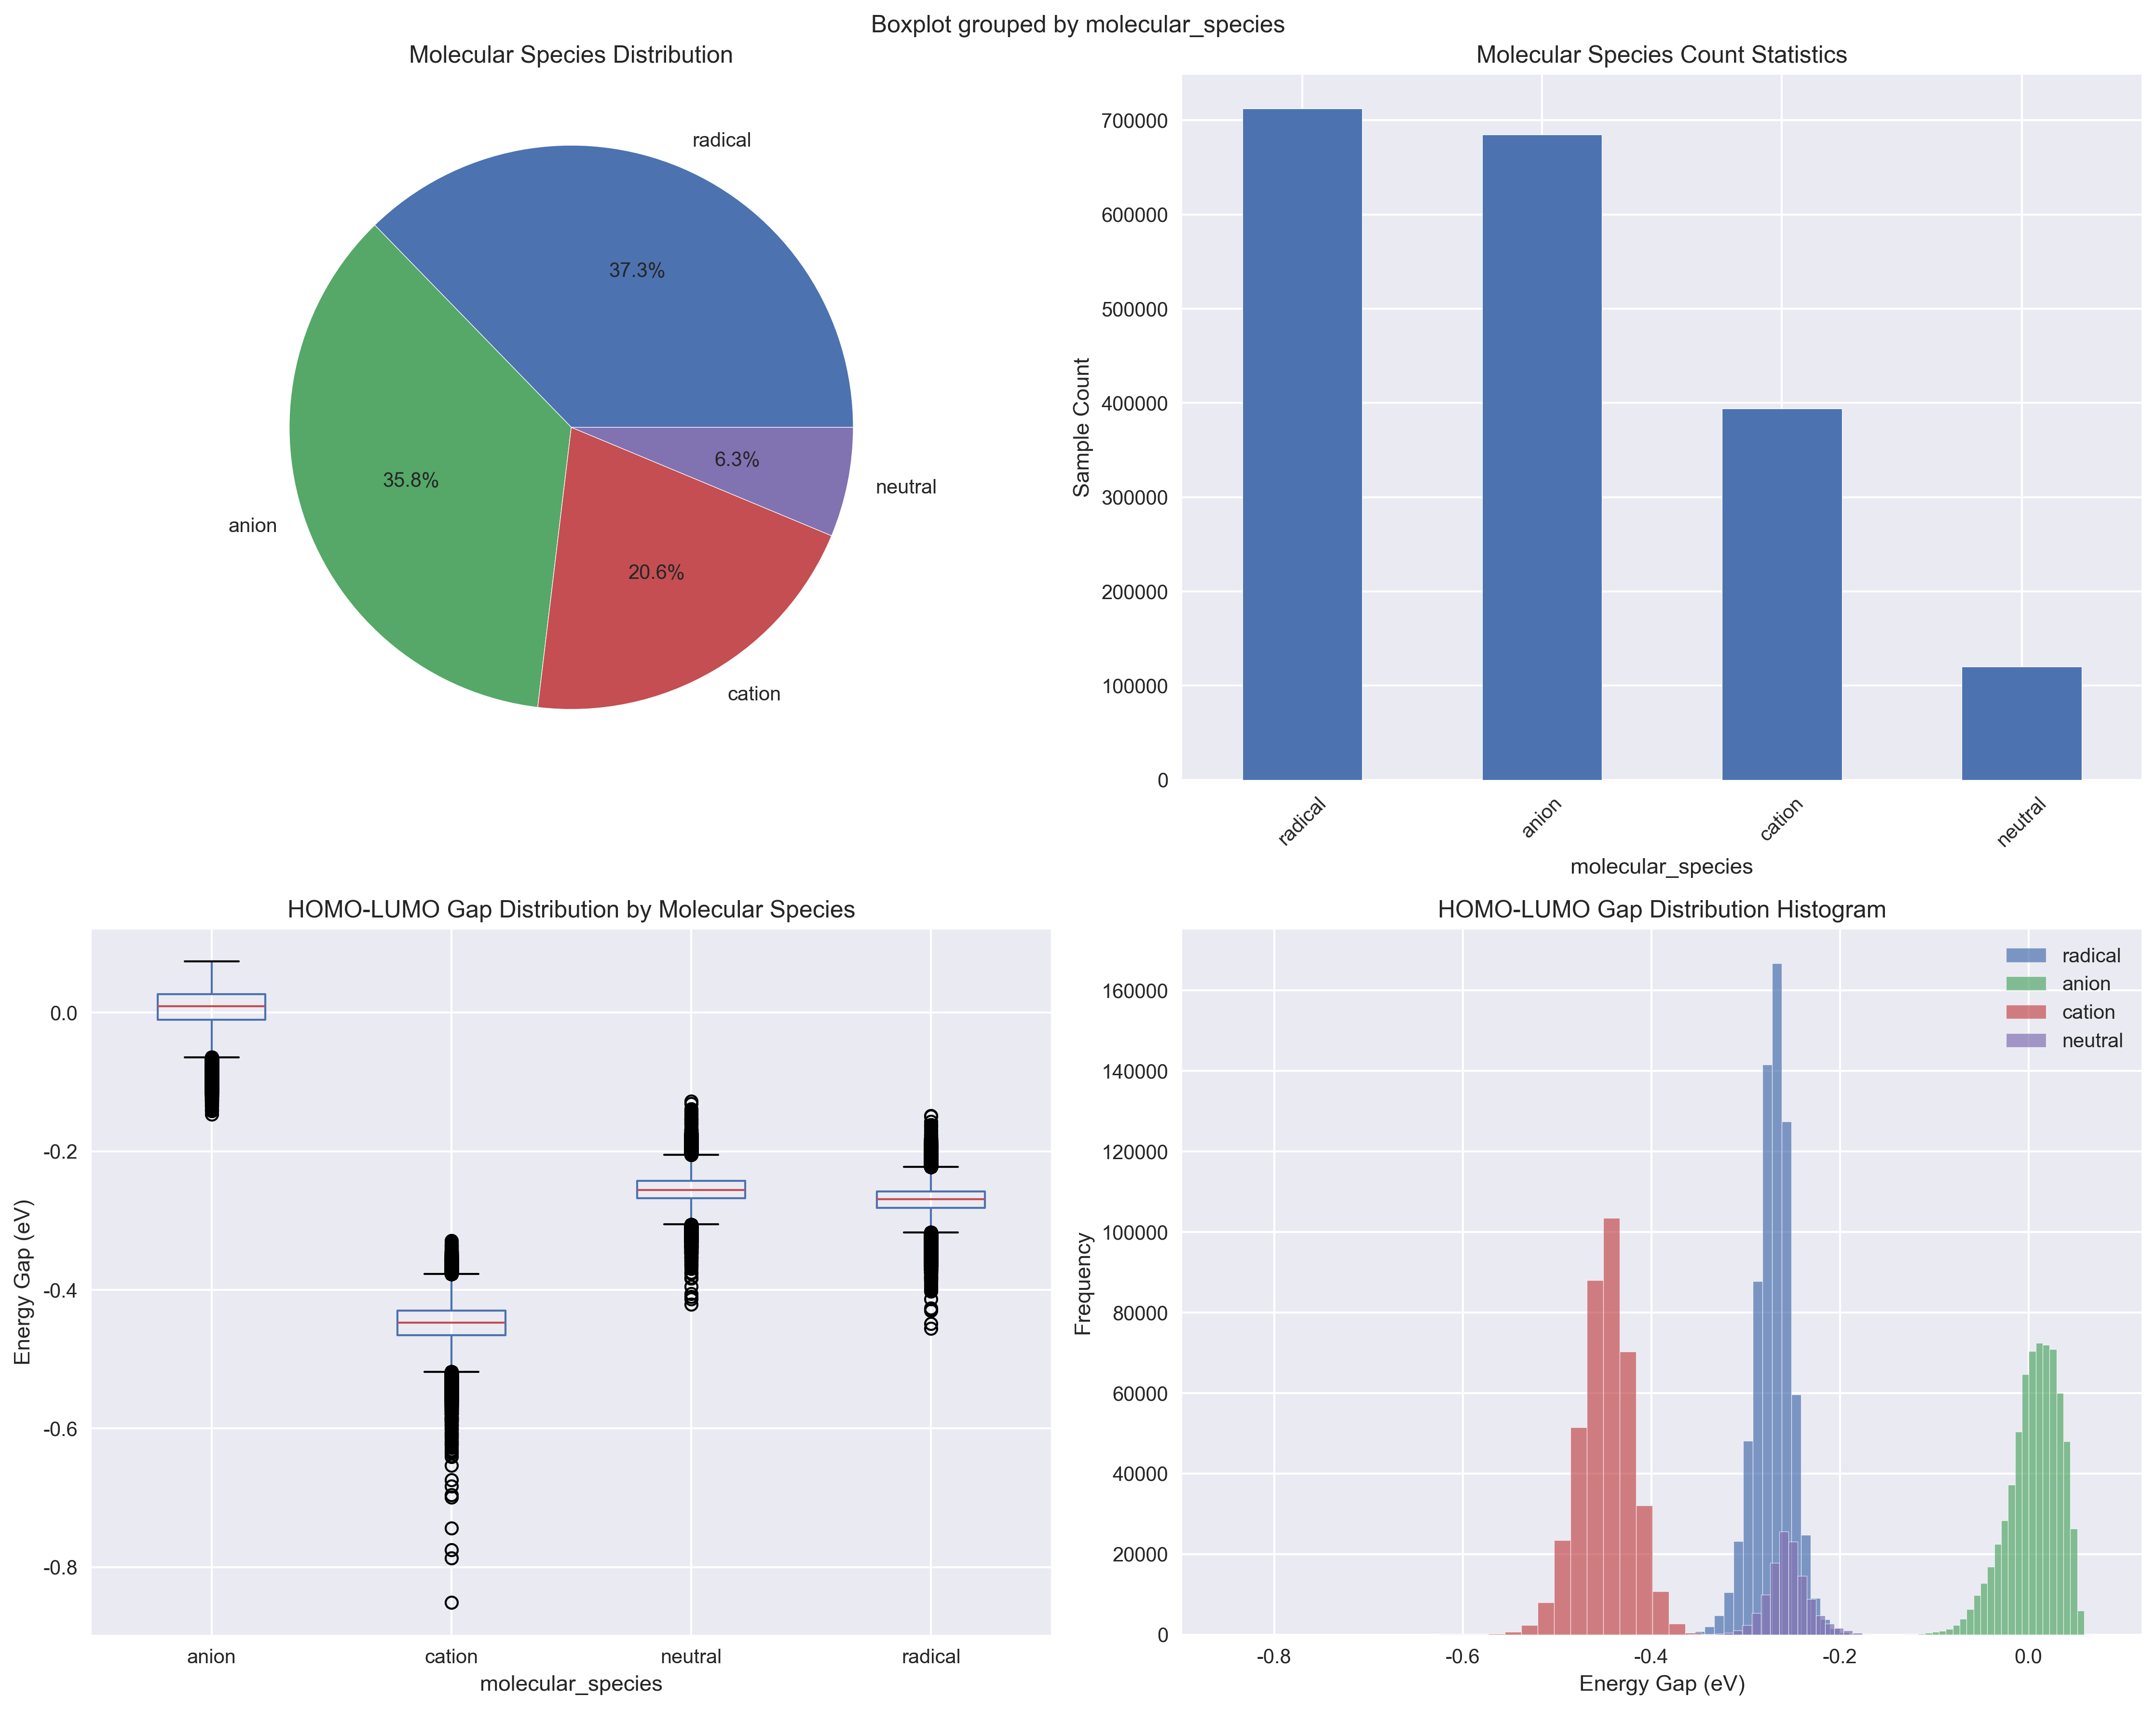 Boxplot grouped by molecular_species
Molecular Species Distribution
radical
37.3%
35.8%
anion
6.3%
neutral
20.6%
cation
Molecular Species Count Statistics
700000
600000
500000
400000
300000
200000
100000
0
Sample Count
radical
anion
cation
neutral
molecular_species
HOMO-LUMO Gap Distribution by Molecular Species
0.0
-0.2
-0.4
-0.6
-0.8
Energy Gap (eV)
anion
cation
neutral
radical
molecular_species
HOMO-LUMO Gap Distribution Histogram
radical
anion
cation
neutral
160000
140000
120000
100000
80000
60000
40000
20000
0
Frequency
-0.8
-0.6
-0.4
-0.2
0.0
Energy Gap (eV)